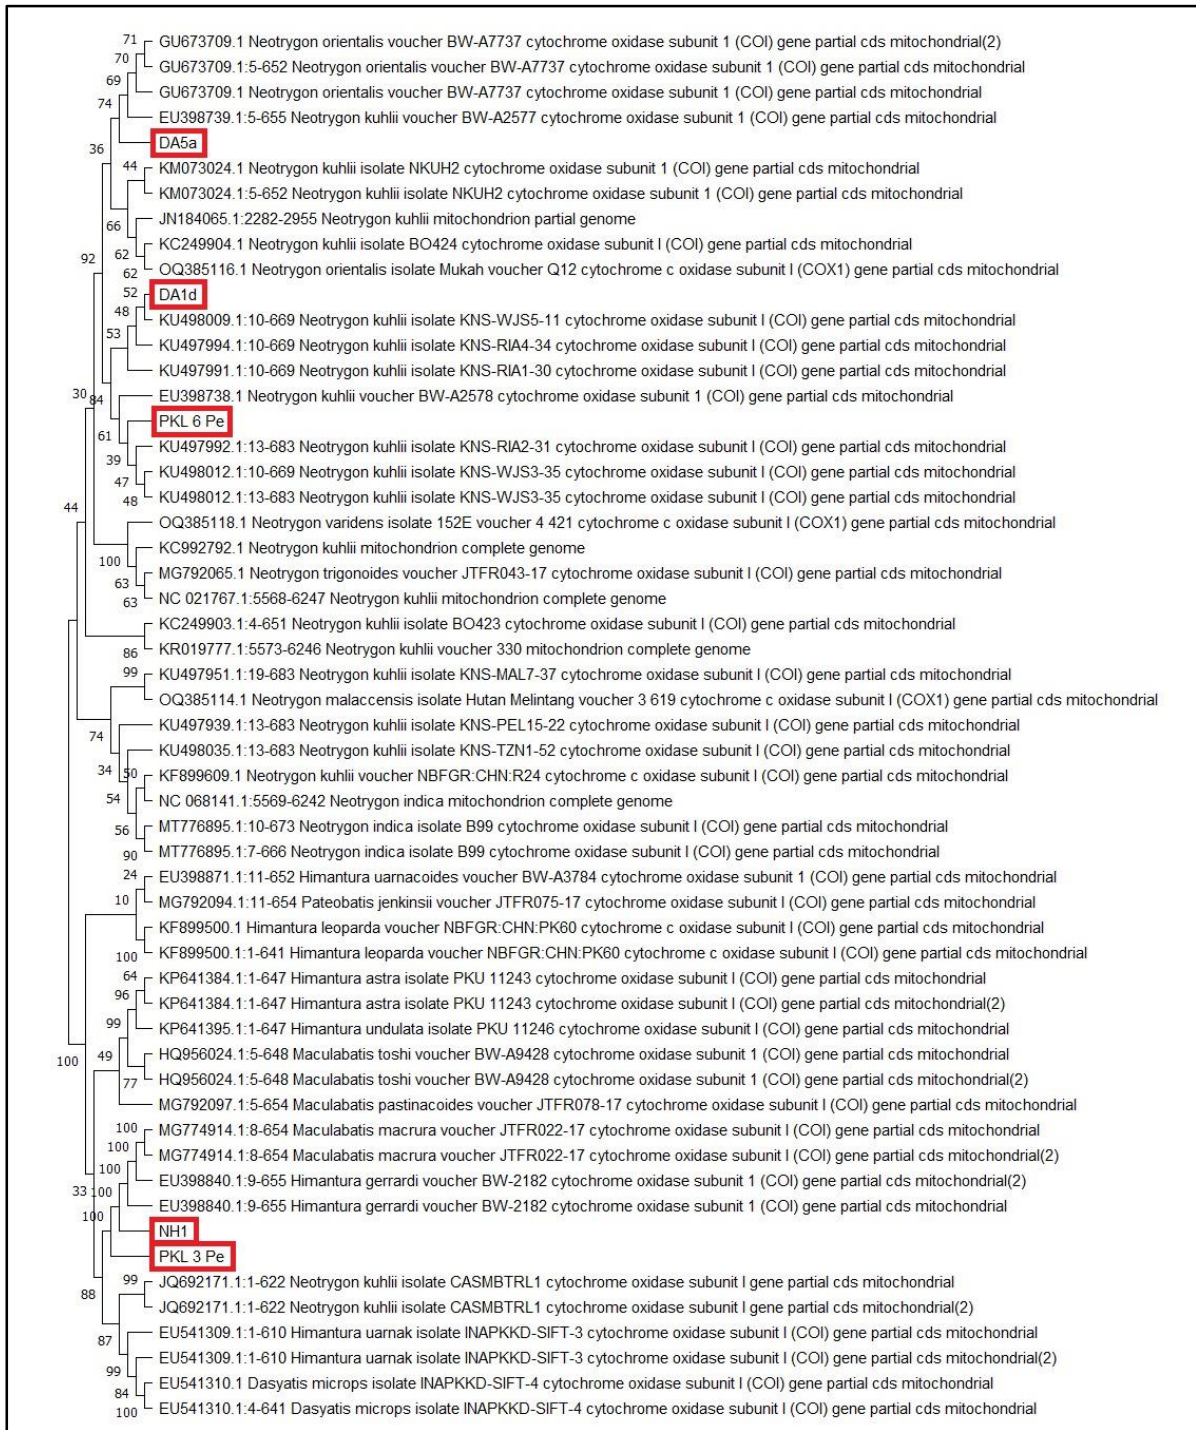 71 GU673709.1 Neotrygon orientalis voucher BW-A7737 cytochrome oxidase subunit 1 (COI) gene partial cds mitochondrial(2)
70 GU673709.1:5-652 Neotrygon orientalis voucher BW-A7737 cytochrome oxidase subunit 1 (COI) gene partial cds mitochondrial
69 GU673709.1 Neotrygon orientalis voucher BW-A7737 cytochrome oxidase subunit 1 (COI) gene partial cds mitochondrial
74 EU398739.1:5-655 Neotrygon kuhlii voucher BW-A2577 cytochrome oxidase subunit 1 (COI) gene partial cds mitochondrial
36 DA5a
44 KM073024.1 Neotrygon kuhlii isolate NKUH2 cytochrome oxidase subunit 1 (COI) gene partial cds mitochondrial
KM073024.1:5-652 Neotrygon kuhlii isolate NKUH2 cytochrome oxidase subunit 1 (COI) gene partial cds mitochondrial
66 JN184065.1:2282-2955 Neotrygon kuhlii mitochondrion partial genome
92 62 KC249904.1 Neotrygon kuhlii isolate BO424 cytochrome oxidase subunit I (COI) gene partial cds mitochondrial
62 OQ385116.1 Neotrygon orientalis isolate Mukah voucher Q12 cytochrome c oxidase subunit I (COX1) gene partial cds mitochondrial
52 DA1d
48 KU498009.1:10-669 Neotrygon kuhlii isolate KNS-WJS5-11 cytochrome oxidase subunit I (COI) gene partial cds mitochondrial
53 KU497994.1:10-669 Neotrygon kuhlii isolate KNS-RIA4-34 cytochrome oxidase subunit I (COI) gene partial cds mitochondrial
KU497991.1:10-669 Neotrygon kuhlii isolate KNS-RIA1-30 cytochrome oxidase subunit I (COI) gene partial cds mitochondrial
30 84 EU398738.1 Neotrygon kuhlii voucher BW-A2578 cytochrome oxidase subunit 1 (COI) gene partial cds mitochondrial
PKL 6 Pe
61 KU497992.1:13-683 Neotrygon kuhlii isolate KNS-RIA2-31 cytochrome oxidase subunit I (COI) gene partial cds mitochondrial
39 KU498012.1:10-669 Neotrygon kuhlii isolate KNS-WJS3-35 cytochrome oxidase subunit I (COI) gene partial cds mitochondrial
47 48 KU498012.1:13-683 Neotrygon kuhlii isolate KNS-WJS3-35 cytochrome oxidase subunit I (COI) gene partial cds mitochondrial
44 OQ385118.1 Neotrygon varidens isolate 152E voucher 4 421 cytochrome c oxidase subunit I (COX1) gene partial cds mitochondrial
100 KC992792.1 Neotrygon kuhlii mitochondrion complete genome
63 MG792065.1 Neotrygon trigonoides voucher JTFR043-17 cytochrome oxidase subunit I (COI) gene partial cds mitochondrial
63 NC 021767.1:5568-6247 Neotrygon kuhlii mitochondrion complete genome
KC249903.1:4-651 Neotrygon kuhlii isolate BO423 cytochrome oxidase subunit I (COI) gene partial cds mitochondrial
86 KR019777.1:5573-6246 Neotrygon kuhlii voucher 330 mitochondrion complete genome
99 KU497951.1:19-683 Neotrygon kuhlii isolate KNS-MAL7-37 cytochrome oxidase subunit I (COI) gene partial cds mitochondrial
OQ385114.1 Neotrygon malaccensis isolate Hutan Melintang voucher 3 619 cytochrome c oxidase subunit I (COX1) gene partial cds mitochondrial
74 KU497939.1:13-683 Neotrygon kuhlii isolate KNS-PEL15-22 cytochrome oxidase subunit I (COI) gene partial cds mitochondrial
KU498035.1:13-683 Neotrygon kuhlii isolate KNS-TZN1-52 cytochrome oxidase subunit I (COI) gene partial cds mitochondrial
34 50 KF899609.1 Neotrygon kuhlii voucher NBFGR:CHN:R24 cytochrome c oxidase subunit I (COI) gene partial cds mitochondrial
54 NC 068141.1:5569-6242 Neotrygon indica mitochondrion complete genome
56 MT776895.1:10-673 Neotrygon indica isolate B99 cytochrome oxidase subunit I (COI) gene partial cds mitochondrial
90 MT776895.1:7-666 Neotrygon indica isolate B99 cytochrome oxidase subunit I (COI) gene partial cds mitochondrial
24 EU398871.1:11-652 Himantura uarnacoides voucher BW-A3784 cytochrome oxidase subunit 1 (COI) gene partial cds mitochondrial
10 MG792094.1:11-654 Pateobatis jenkinsii voucher JTFR075-17 cytochrome oxidase subunit I (COI) gene partial cds mitochondrial
KF899500.1 Himantura leoparda voucher NBFGR:CHN:PK60 cytochrome c oxidase subunit I (COI) gene partial cds mitochondrial
100 KF899500.1:1-641 Himantura leoparda voucher NBFGR:CHN:PK60 cytochrome c oxidase subunit I (COI) gene partial cds mitochondrial
64 KP641384.1:1-647 Himantura astra isolate PKU 11243 cytochrome oxidase subunit I (COI) gene partial cds mitochondrial
96 KP641384.1:1-647 Himantura astra isolate PKU 11243 cytochrome oxidase subunit I (COI) gene partial cds mitochondrial(2)
99 KP641395.1:1-647 Himantura undulata isolate PKU 11246 cytochrome oxidase subunit I (COI) gene partial cds mitochondrial
100 49 HQ956024.1:5-648 Maculabatis toshi voucher BW-A9428 cytochrome oxidase subunit 1 (COI) gene partial cds mitochondrial
77 HQ956024.1:5-648 Maculabatis toshi voucher BW-A9428 cytochrome oxidase subunit 1 (COI) gene partial cds mitochondrial(2)
MG792097.1:5-654 Maculabatis pastinacoides voucher JTFR078-17 cytochrome oxidase subunit I (COI) gene partial cds mitochondrial
100 MG774914.1:8-654 Maculabatis macrura voucher JTFR022-17 cytochrome oxidase subunit I (COI) gene partial cds mitochondrial
100 MG774914.1:8-654 Maculabatis macrura voucher JTFR022-17 cytochrome oxidase subunit I (COI) gene partial cds mitochondrial(2)
100 EU398840.1:9-655 Himantura gerrardi voucher BW-2182 cytochrome oxidase subunit 1 (COI) gene partial cds mitochondrial(2)
33 100 EU398840.1:9-655 Himantura gerrardi voucher BW-2182 cytochrome oxidase subunit 1 (COI) gene partial cds mitochondrial
100 NH1
PKL 3 Pe
99 JQ692171.1:1-622 Neotrygon kuhlii isolate CASMBTRL1 cytochrome oxidase subunit I gene partial cds mitochondrial
88 JQ692171.1:1-622 Neotrygon kuhlii isolate CASMBTRL1 cytochrome oxidase subunit I gene partial cds mitochondrial(2)
87 EU541309.1:1-610 Himantura uarnak isolate INAPKKD-SIFT-3 cytochrome oxidase subunit I (COI) gene partial cds mitochondrial
99 EU541309.1:1-610 Himantura uarnak isolate INAPKKD-SIFT-3 cytochrome oxidase subunit I (COI) gene partial cds mitochondrial(2)
84 EU541310.1 Dasyatis microps isolate INAPKKD-SIFT-4 cytochrome oxidase subunit I (COI) gene partial cds mitochondrial
100 EU541310.1:4-641 Dasyatis microps isolate INAPKKD-SIFT-4 cytochrome oxidase subunit I (COI) gene partial cds mitochondrial